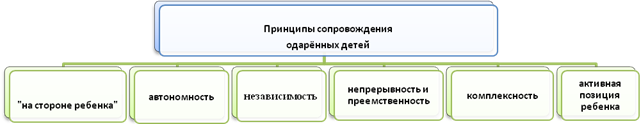 Принципы сопровождения
одарённых детей
"на стороне ребенка"
автономность
независимость
непрерывность и
преемственность
комплексность
активная
позиция
ребенка